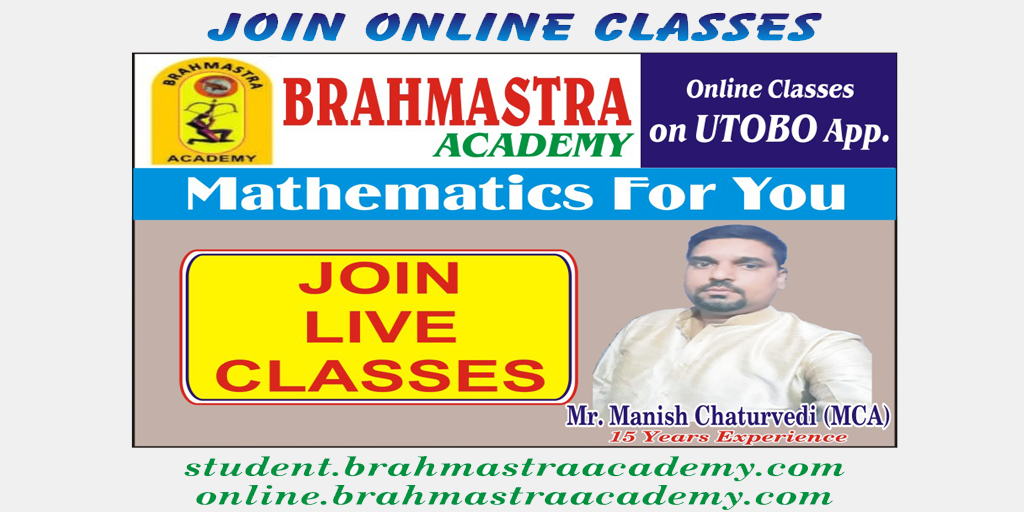 JOIN ONLINE CLASSES
BRAHMASTRA
ACADEMY
BRAHMASTRA
ACADEMY
Online Classes
on UTOBO App.
Mathematics For You
JOIN
LIVE
CLASSES
Mr. Manish Chaturvedi (MCA)
15 Years Experience
student.brahmastraacademy.com
online.brahmastraacademy.com